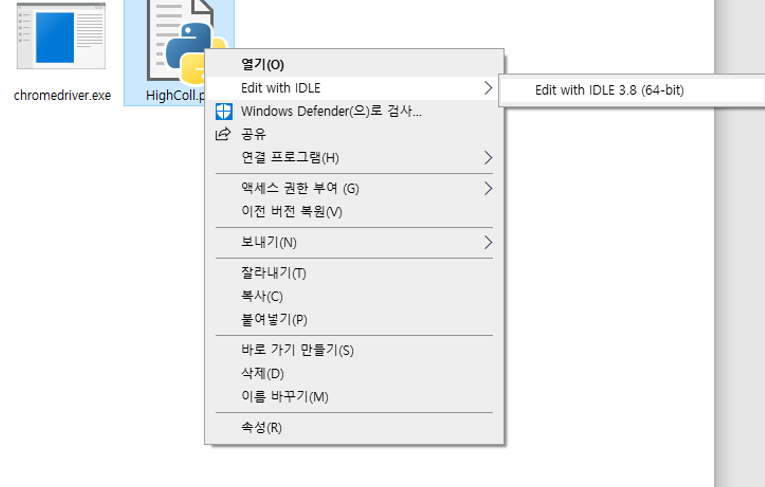 chromedriver.exe
HighColl.p
열기(O)
Edit with IDLE
Edit with IDLE 3.8 (64-bit)
Windows Defender(으)로 검사...
공유
연결 프로그램(H)
액세스 권한 부여 (G)
이전 버전 복원(V)
보내기(N)
잘라내기(T)
복사(C)
붙여넣기(P)
바로 가기 만들기(S)
삭제(D)
이름 바꾸기(M)
속성(R)